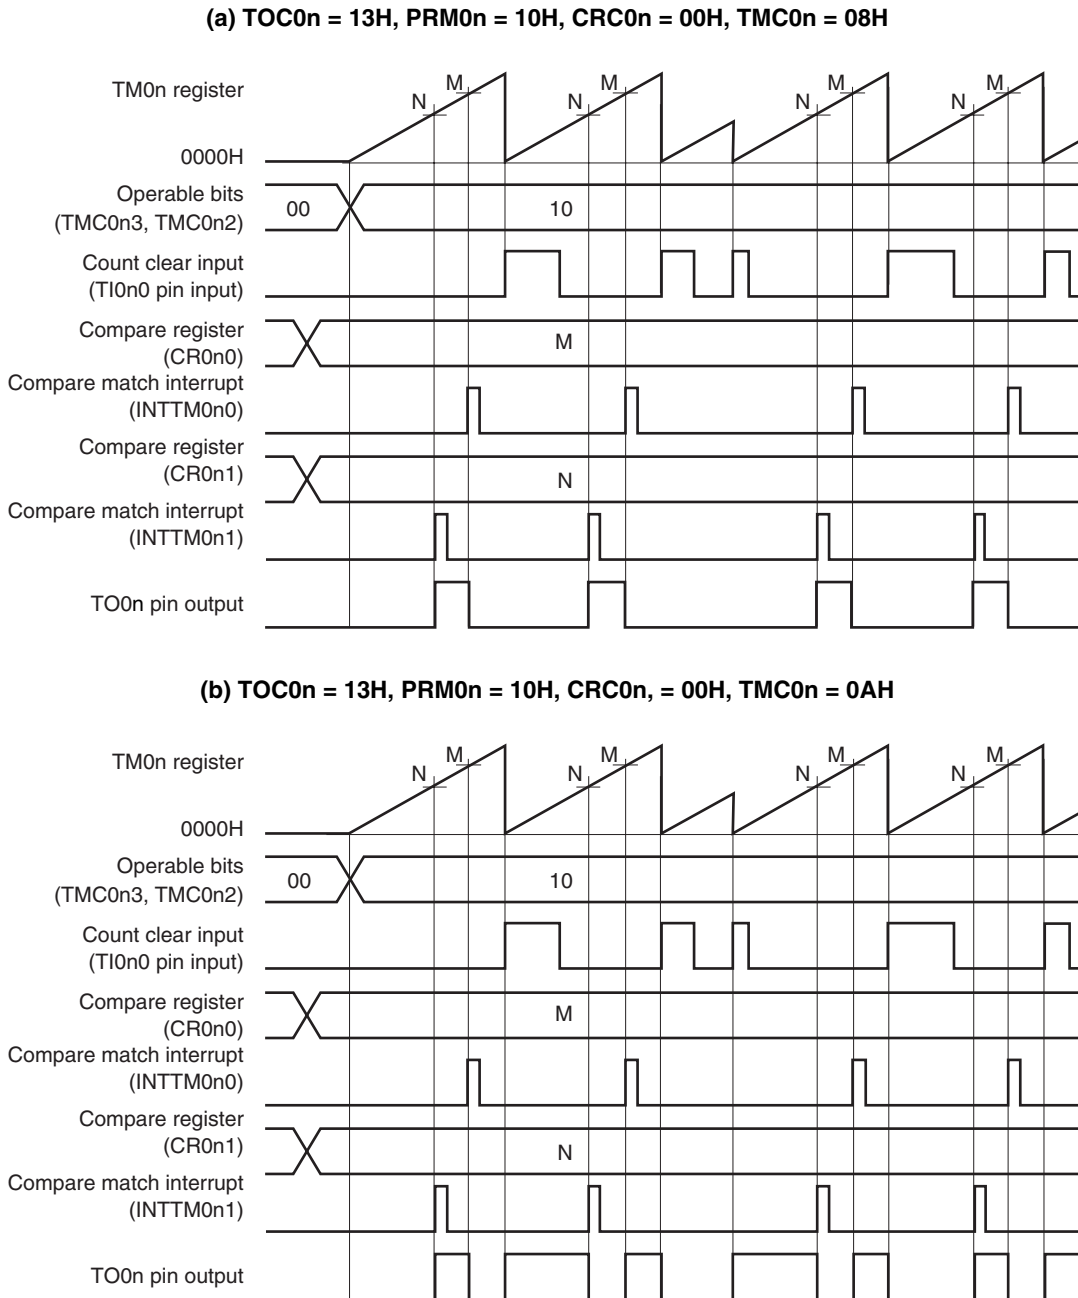 (a) TOC0n = 13H, PRM0n = 10H, CRC0n = 00H, TMC0n = 08H
TM0n register
N
M
N
M
N
M
N
M
0000H
Operable bits
(TMC0n3, TMC0n2)
00
10
Count clear input
(TI0n0 pin input)
Compare register
(CR0n0)
M
Compare match interrupt
(INTTM0n0)
Compare register
(CR0n1)
N
Compare match interrupt
(INTTM0n1)
TO0n pin output
(b) TOC0n = 13H, PRM0n = 10H, CRC0n, = 00H, TMC0n = 0AH
TM0n register
N
M
N
M
N
M
N
M
0000H
Operable bits
(TMC0n3, TMC0n2)
00
10
Count clear input
(TI0n0 pin input)
Compare register
(CR0n0)
M
Compare match interrupt
(INTTM0n0)
Compare register
(CR0n1)
N
Compare match interrupt
(INTTM0n1)
TO0n pin output